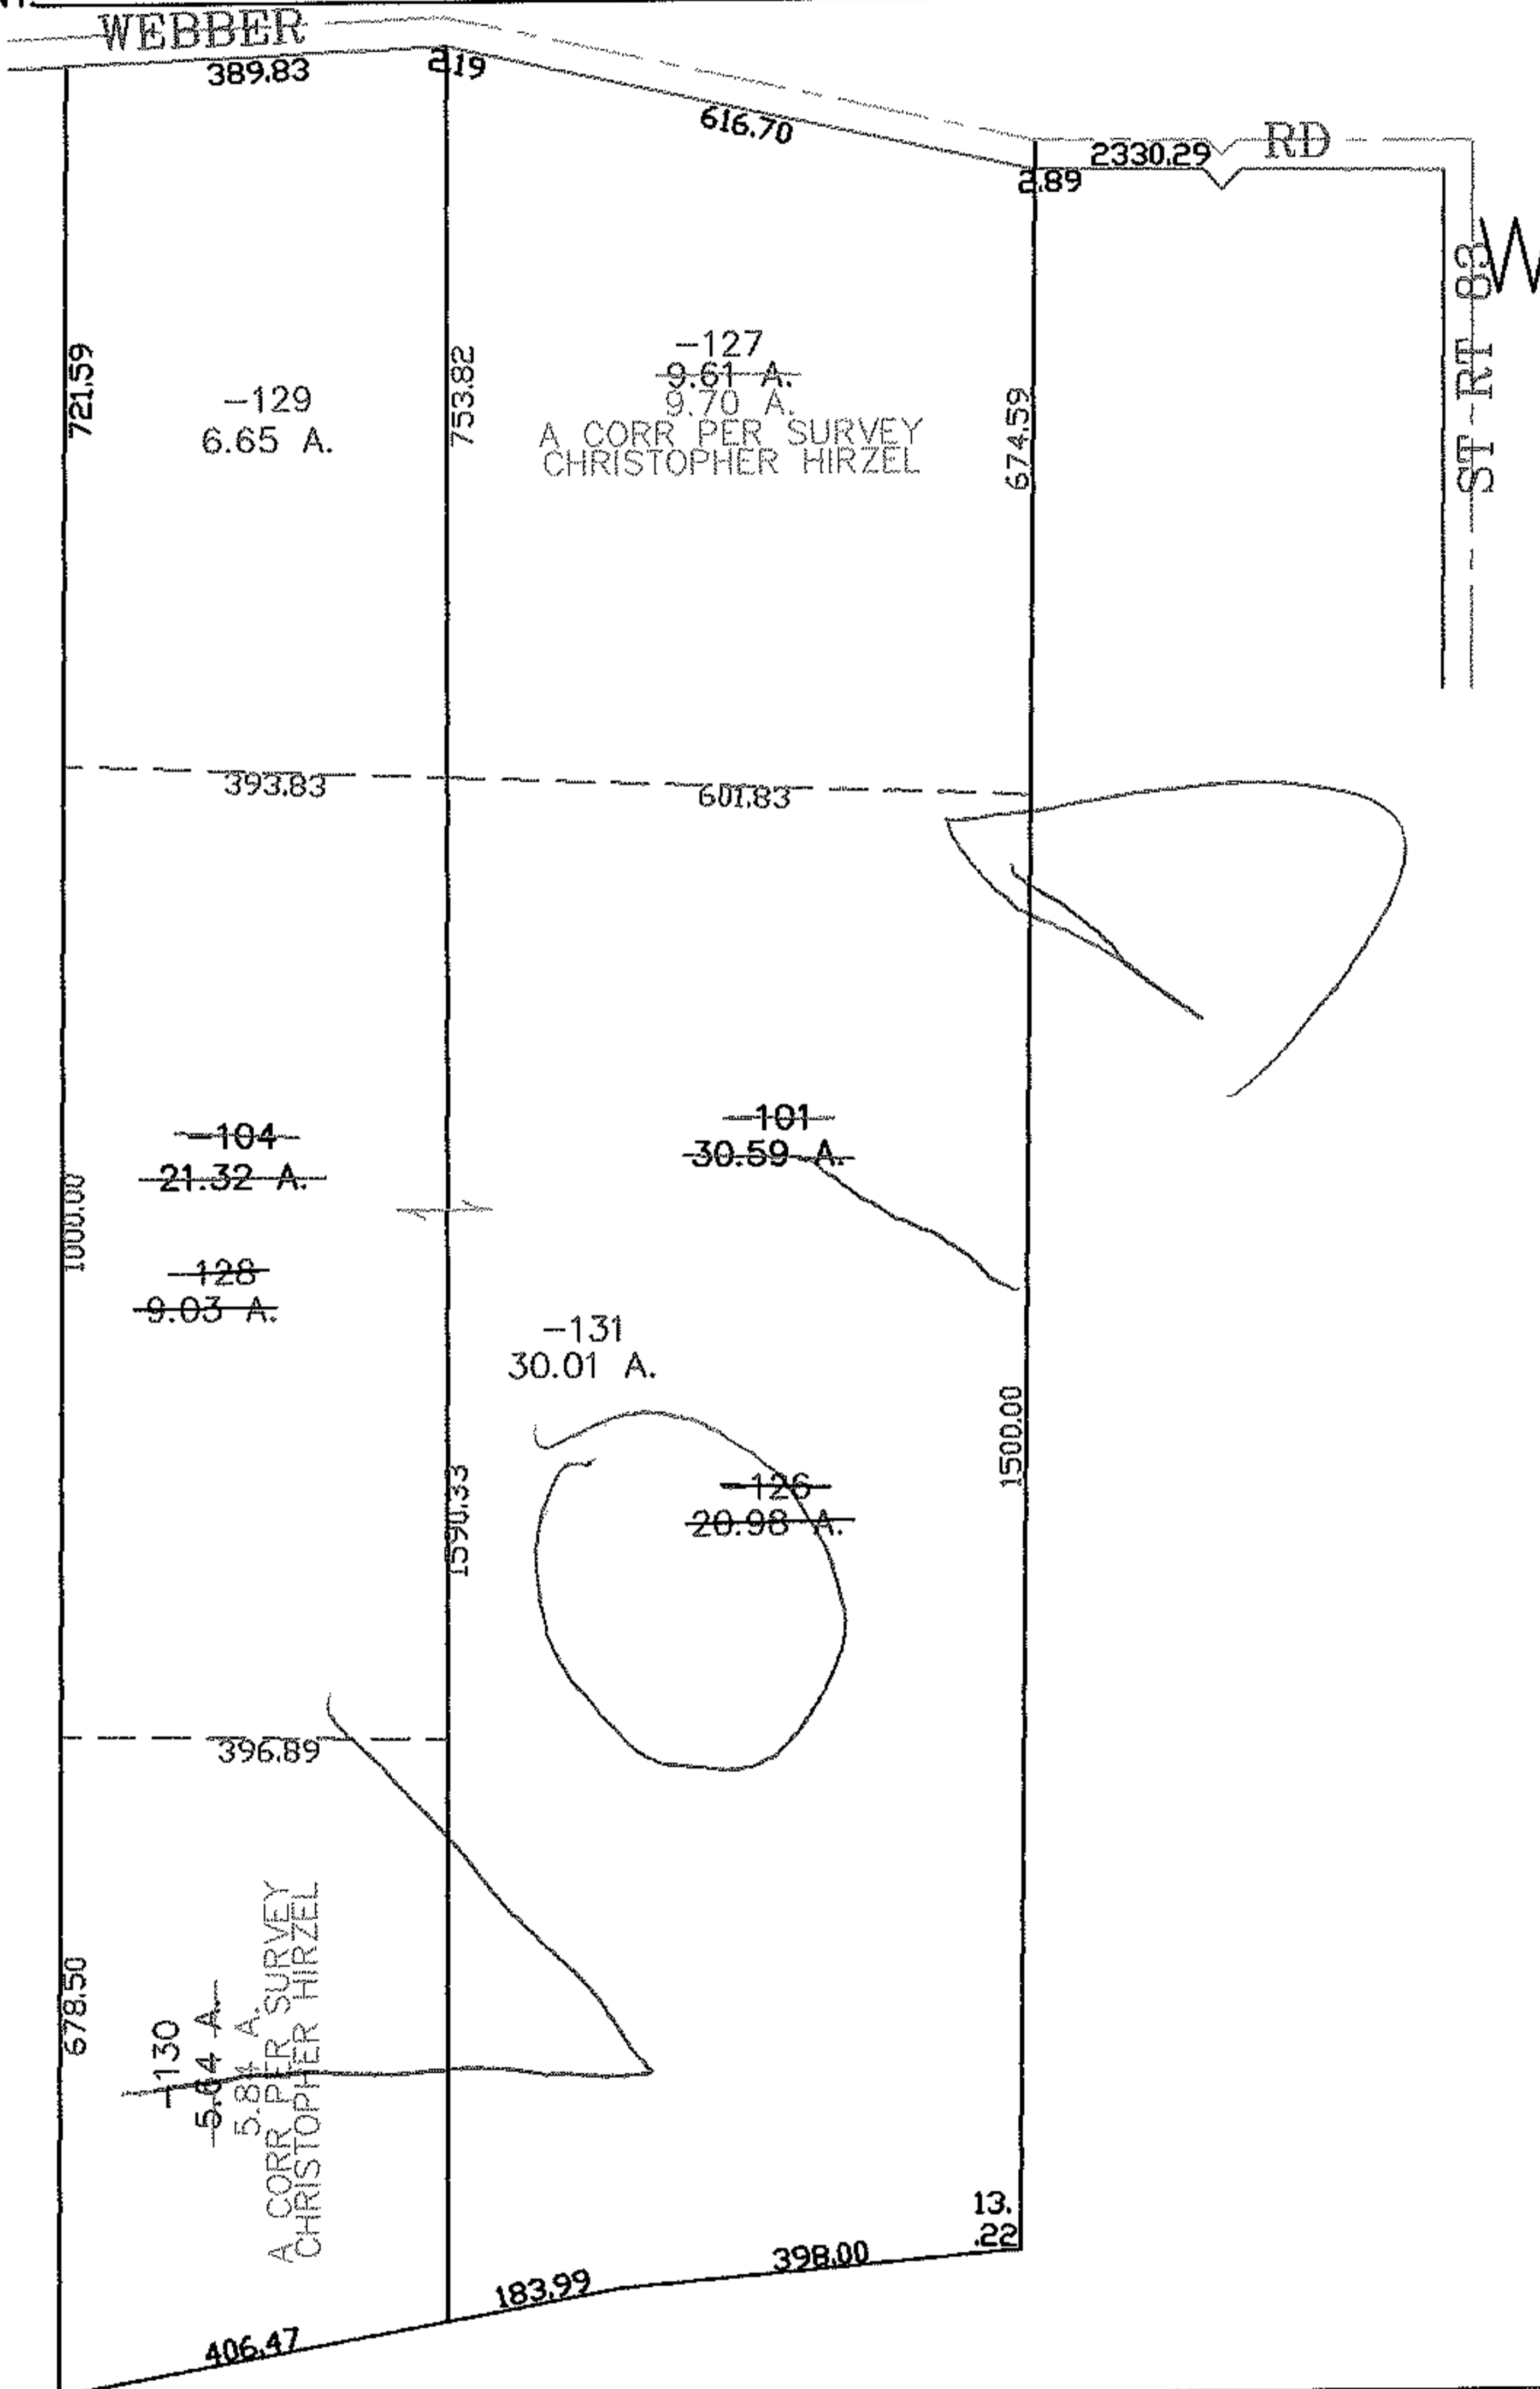 WEBBER
389.83
2.19
616.70
2330.29
RD
2.89
ST RT 83
W
721.59
753.82
674.59
-127
9.61 A.
9.70 A.
A CORR PER SURVEY
CHRISTOPHER HIRZEL
-129
6.65 A.
393.83
601.83
-104
21.32 A.
-101
30.59 A.
1000.00
-128
9.03 A.
-131
30.01 A.
1500.00
1590.33
-126
20.98 A.
396.89
678.50
-130
5.84 A.
A CORR PER SURVEY
CHRISTOPHER HIRZEL
13.
.22
398.00
183.99
406.47